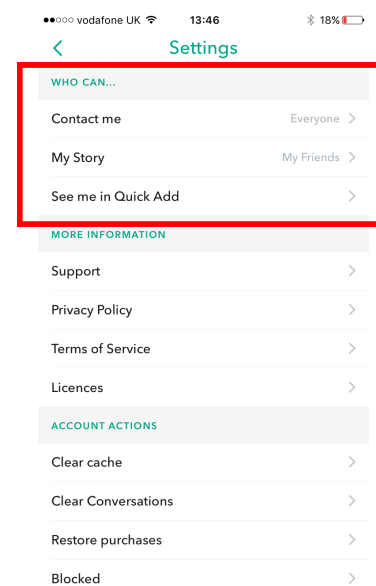 vodafone UK 13:46 18%
Settings
WHO CAN...
Contact me Everyone
My Story My Friends
See me in Quick Add
MORE INFORMATION
Support
Privacy Policy
Terms of Service
Licences
ACCOUNT ACTIONS
Clear cache
Clear Conversations
Restore purchases
Blocked